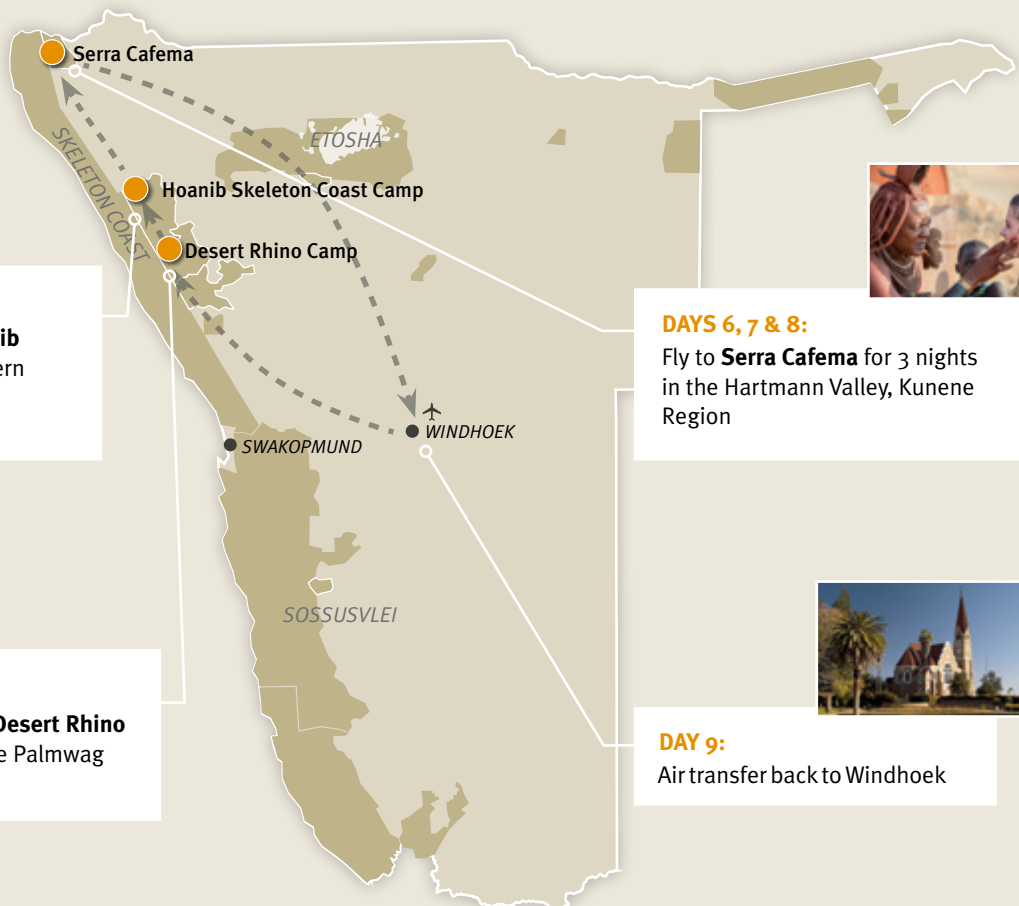 Serra Cafema
ETOSHA
SKELETON COAST
Hoanib Skeleton Coast Camp
Desert Rhino Camp
ib
ern
DAYS 6, 7 & 8:
Fly to Serra Cafema for 3 nights
in the Hartmann Valley, Kunene
Region
WINDHOEK
SWAKOPMUND
SOSSUSVLEI
Desert Rhino
e Palmwag
DAY 9:
Air transfer back to Windhoek